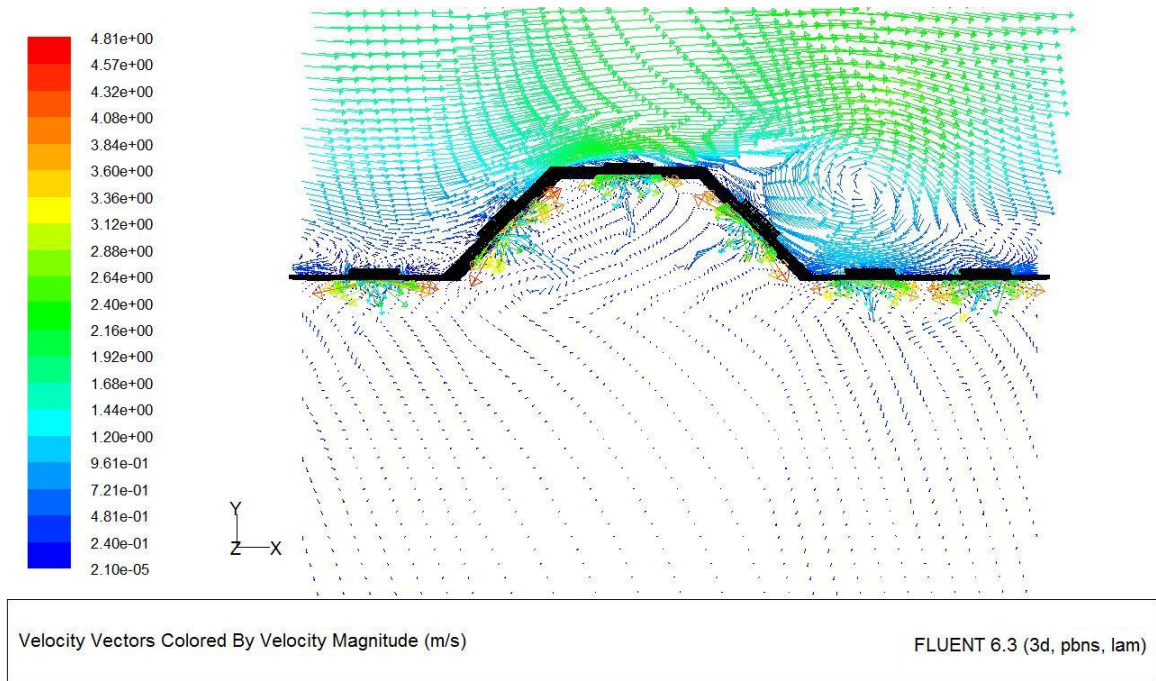 4.81e+00
4.57e+00
4.32e+00
4.08e+00
3.84e+00
3.60e+00
3.36e+00
3.12e+00
2.88e+00
2.64e+00
2.40e+00
2.16e+00
1.92e+00
1.68e+00
1.44e+00
1.20e+00
9.61e-01
7.21e-01
4.81e-01
2.40e-01
2.10e-05
Y
Z X
Velocity Vectors Colored By Velocity Magnitude (m/s)
FLUENT 6.3 (3d, pbns, lam)